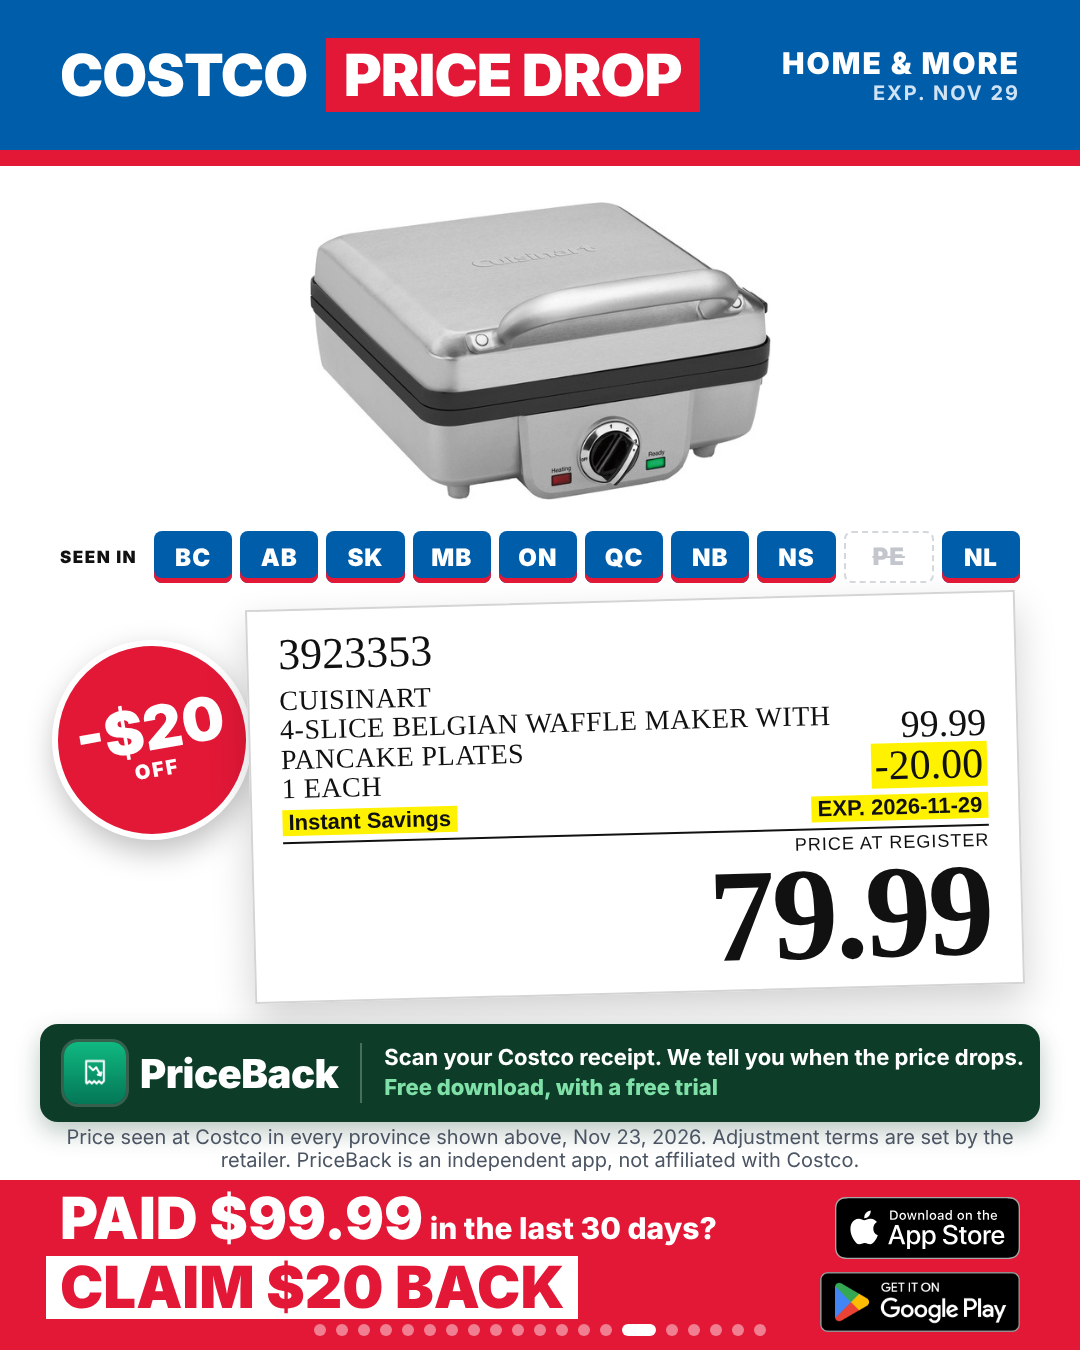 COSTCO PRICE DROP
HOME & MORE
EXP. NOV 29
Cuisinart
Heating
OFF
1
Ready
SEEN IN BC AB SK MB ON QC NB NS PE NL
-$20
OFF
3923353
CUISINART
4-SLICE BELGIAN WAFFLE MAKER WITH
PANCAKE PLATES
1 EACH
99.99
-20.00
Instant Savings
EXP. 2026-11-29
PRICE AT REGISTER
79.99
PriceBack
Scan your Costco receipt. We tell you when the price drops.
Free download, with a free trial
Price seen at Costco in every province shown above, Nov 23, 2026. Adjustment terms are set by the
retailer. PriceBack is an independent app, not affiliated with Costco.
PAID $99.99 in the last 30 days?
CLAIM $20 BACK
Download on the
App Store
GET IT ON
Google Play